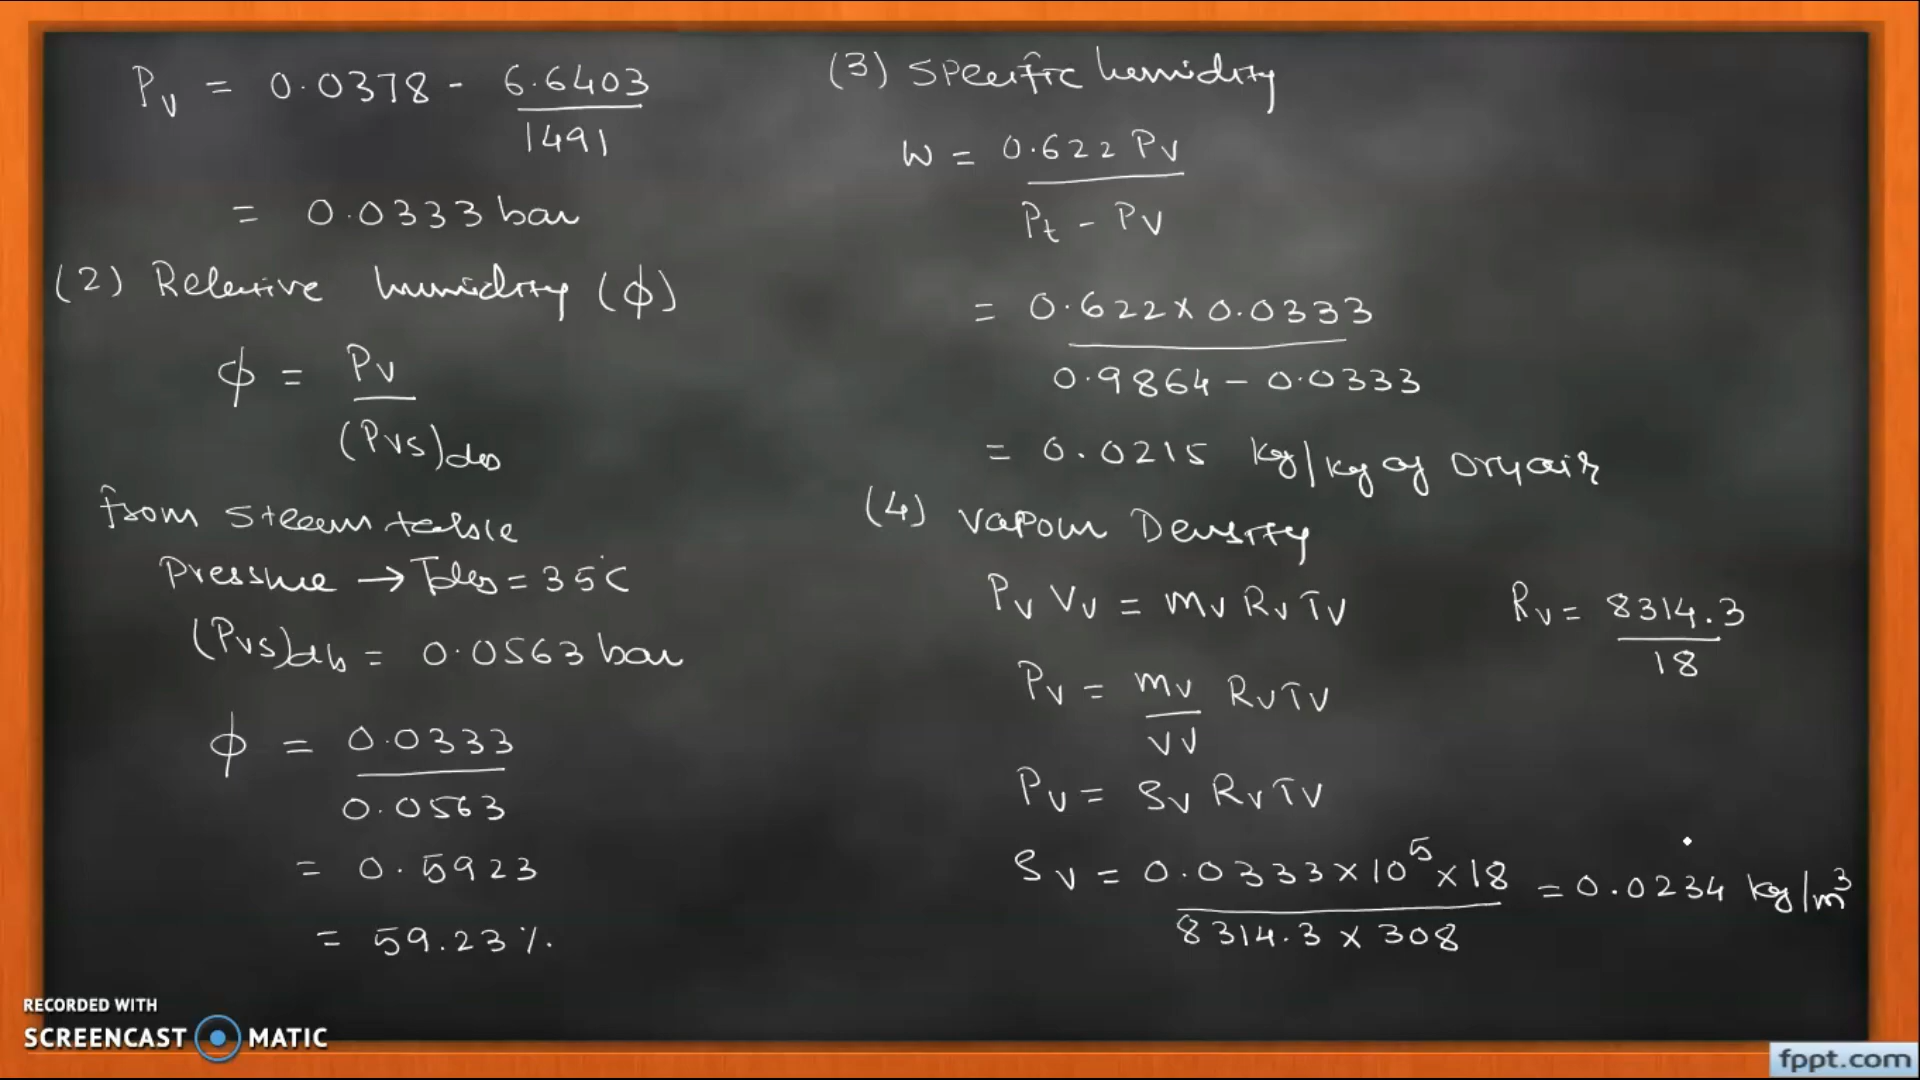 Pv = 0.0378 - 6.6403 / 1491
= 0.0333 bar
(2) Relative humidity (ϕ)
ϕ = Pv / (Pvs)db
from steam table
Pressure → Tdb = 35°C
(Pvs)db = 0.0563 bar
ϕ = 0.0333 / 0.0563
= 0.5923
= 59.23%.
(3) Specific humidity
W = 0.622 Pv / Pt - Pv
= 0.622 x 0.0333 / 0.9864 - 0.0333
= 0.0215 kg/kg of Dry air
(4) Vapour Density
Pv Vv = mv Rv Tv
Rv = 8314.3 / 18
Pv = mv / Vv Rv Tv
Pv = ρv Rv Tv
ρv = 0.0333 x 10⁵ x 18 / 8314.3 x 308 = 0.0234 kg/m³
RECORDED WITH
SCREENCAST MATIC
fppt.com